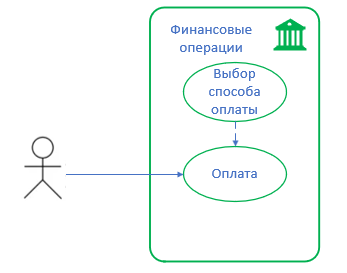 Финансовые
операции
Выбор
способа
оплаты
Оплата